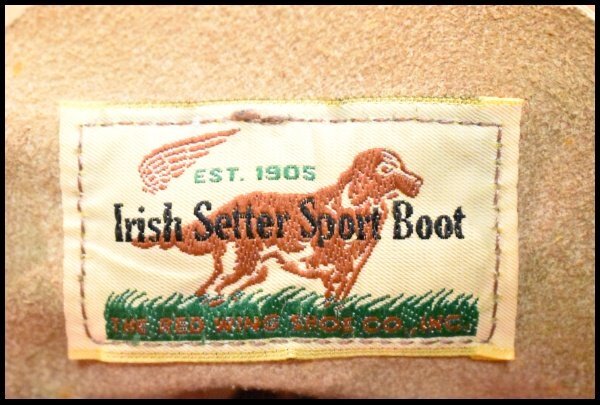 EST. 1905
Irish Setter Sport Boot
THE RED WING SHOE CO., INC.